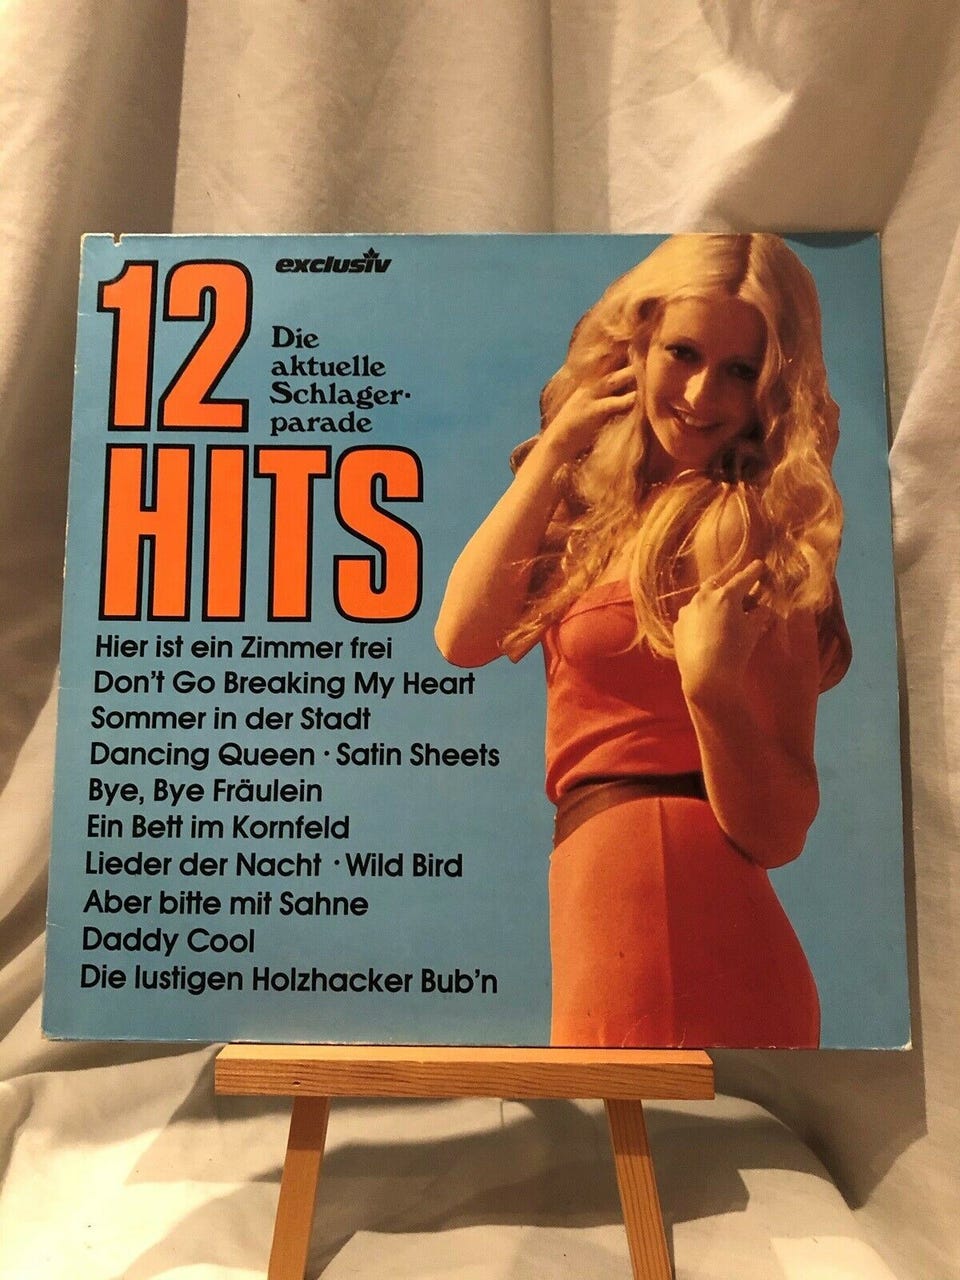 12
exclusiv
Die
aktuelle
Schlager-
parade
HITS
Hier ist ein Zimmer frei
Don't Go Breaking My Heart
Sommer in der Stadt
Dancing Queen · Satin Sheets
Bye, Bye Fräulein
Ein Bett im Kornfeld
Lieder der Nacht · Wild Bird
Aber bitte mit Sahne
Daddy Cool
Die lustigen Holzhacker Bub'n